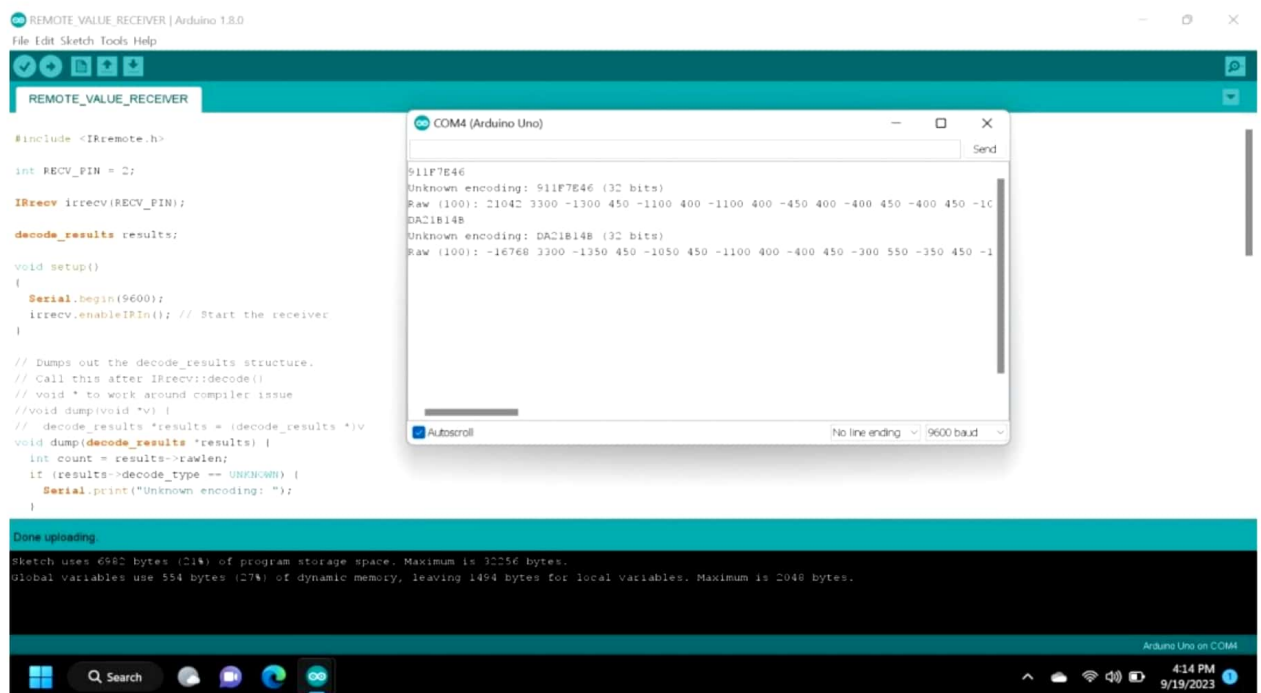 REMOTE_VALUE_RECEIVER | Arduino 1.8.0
File Edit Sketch Tools Help
REMOTE_VALUE_RECEIVER
#include <IRremote.h>
int RECV_PIN = 2;
IRrecv irrecv(RECV_PIN);
decode_results results;
void setup()
{
Serial.begin(9600);
irrecv.enableIRIn(); // Start the receiver
}
// Dumps out the decode_results structure.
// Call this after IRrecv::decode()
// void * to work around compiler issue
//void dump(void *v) {
// decode_results *results = (decode_results *)v
void dump(decode_results *results) {
int count = results->rawlen;
if (results->decode_type == UNKNOWN) {
Serial.print("Unknown encoding: ");
}
COM4 (Arduino Uno)
Send
911F7E46
Unknown encoding: 911F7E46 (32 bits)
Raw (100): 21042 3300 -1300 450 -1100 400 -1100 400 -450 400 -400 450 -400 450 -10
DA21B14B
Unknown encoding: DA21B14B (32 bits)
Raw (100): -16768 3300 -1350 450 -1050 450 -1100 400 -400 450 -300 550 -350 450 -1
Autoscroll
No line ending
9600 baud
Done uploading.
Sketch uses 6982 bytes (21%) of program storage space. Maximum is 32256 bytes.
Global variables use 554 bytes (27%) of dynamic memory, leaving 1494 bytes for local variables. Maximum is 2048 bytes.
Arduino Uno on COM4
Search
4:14 PM
9/19/2023
1